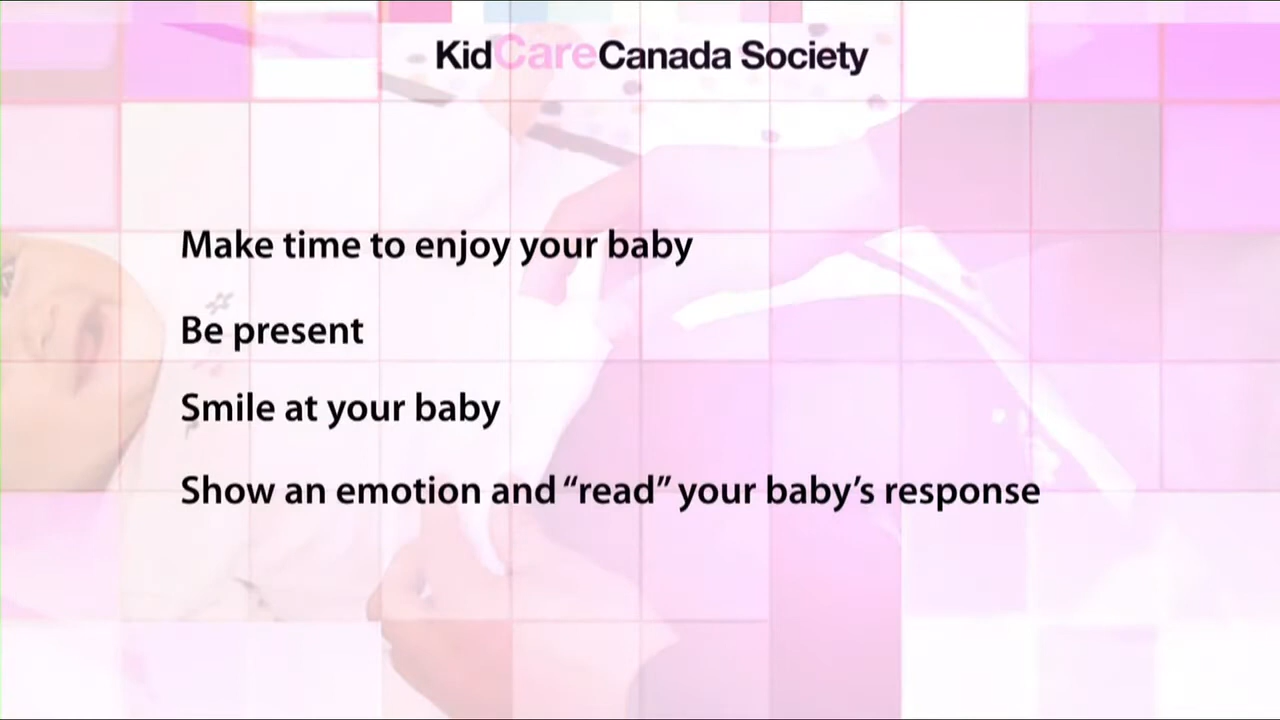 KidCareCanada Society
Make time to enjoy your baby
Be present
Smile at your baby
Show an emotion and “read” your baby’s response